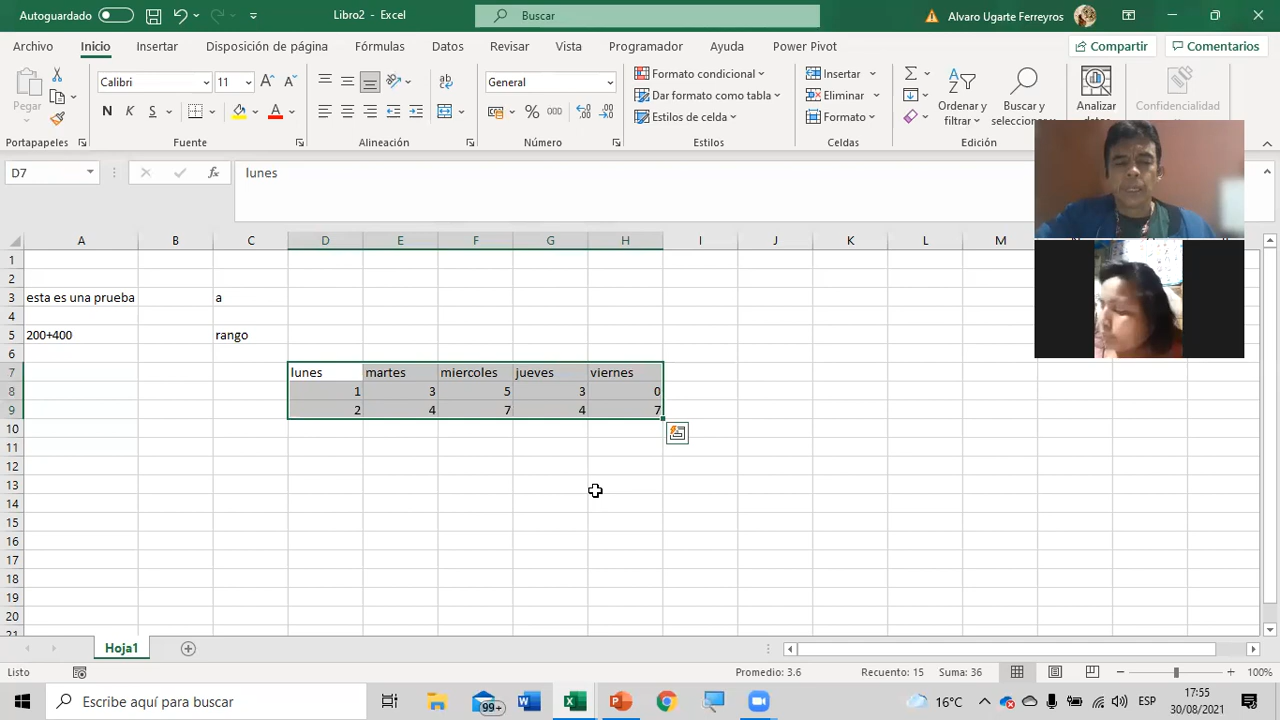 Autoguardado
Libro2 - Excel
Buscar
Alvaro Ugarte Ferreyros
Archivo Inicio Insertar Disposición de página Fórmulas Datos Revisar Vista Programador Ayuda Power Pivot
Compartir Comentarios
Pegar
Portapapeles
Calibri 11
N K S
Fuente
Alineación
General
% 000
Número
Formato condicional
Dar formato como tabla
Estilos de celda
Estilos
Insertar
Eliminar
Formato
Celdas
Ordenar y filtrar
Buscar y seleccionar
Edición
Analizar datos
Confidencialidad
D7 fx lunes
A B C D E F G H I J K L M
1
2
3 esta es una prueba a
4
5 200+400 rango
6
7 lunes martes miercoles jueves viernes
8 1 3 5 3 0
9 2 4 7 4 7
10
11
12
13
14
15
16
17
18
19
20
21
Hoja1
Listo Promedio: 3.6 Recuento: 15 Suma: 36 100%
Escribe aquí para buscar
99+
16°C ESP
17:55
30/08/2021